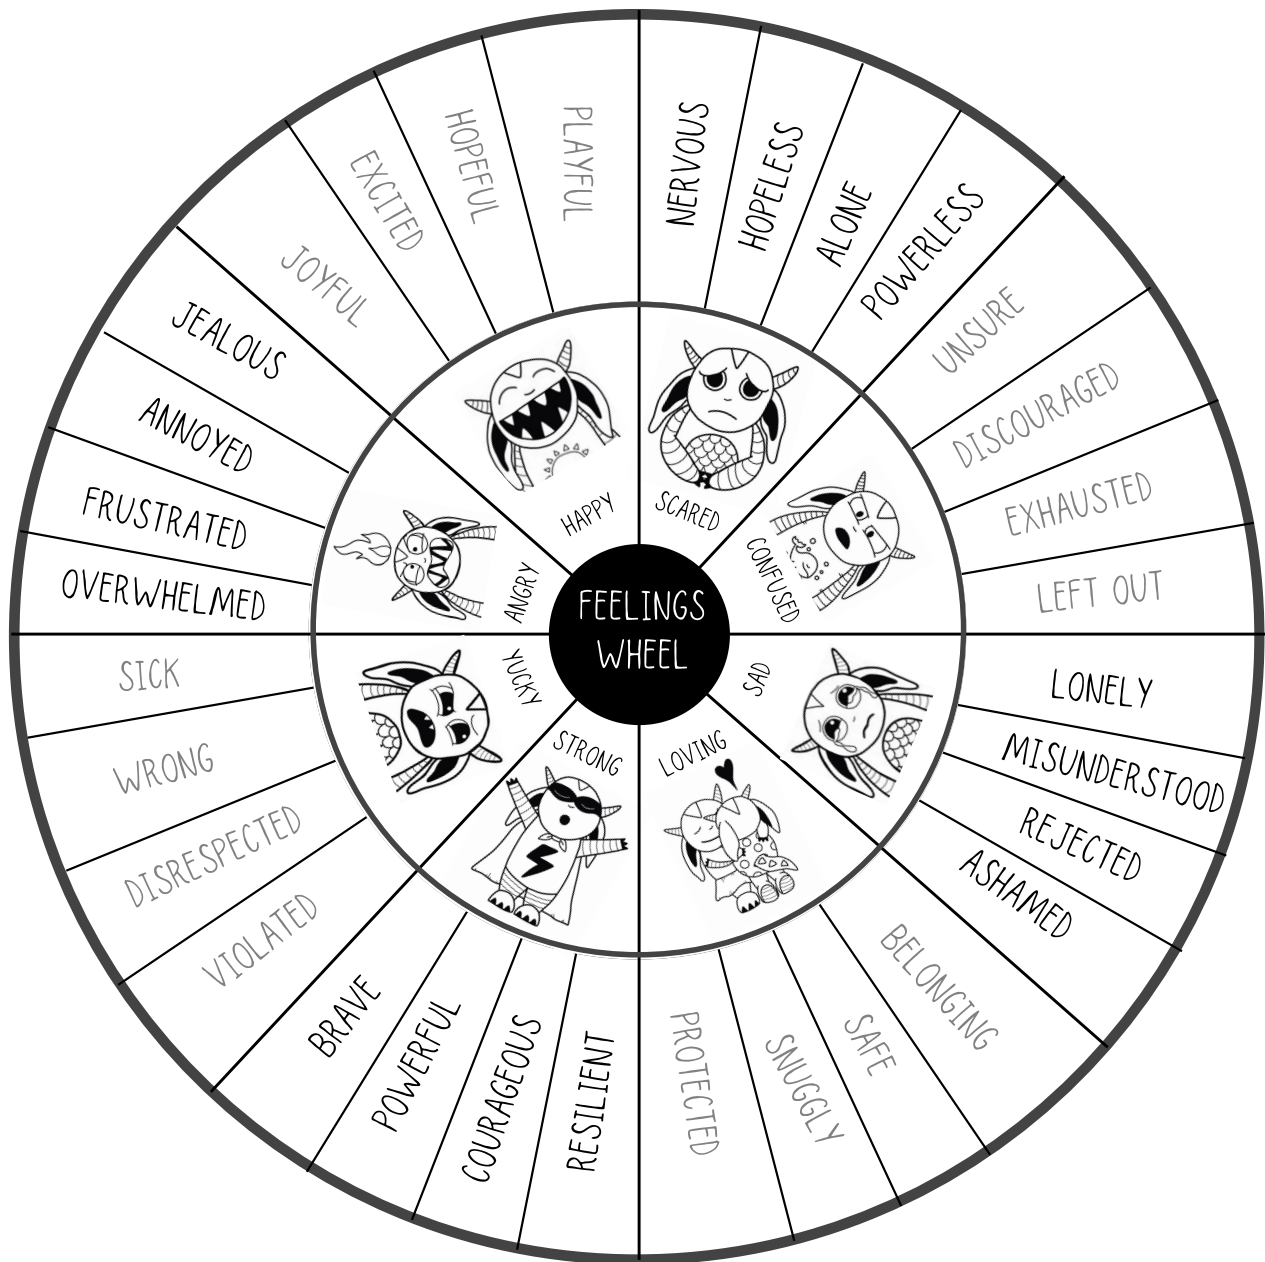 FEELINGS
WHEEL
SCARED
NERVOUS
HOPELESS
ALONE
POWERLESS
CONFUSED
UNSURE
DISCOURAGED
EXHAUSTED
LEFT OUT
SAD
LONELY
MISUNDERSTOOD
REJECTED
ASHAMED
LOVING
BELONGING
SAFE
SNUGGLY
PROTECTED
STRONG
RESILIENT
COURAGEOUS
POWERFUL
BRAVE
YUCKY
VIOLATED
DISRESPECTED
WRONG
SICK
ANGRY
OVERWHELMED
FRUSTRATED
ANNOYED
JEALOUS
HAPPY
JOYFUL
EXCITED
HOPEFUL
PLAYFUL